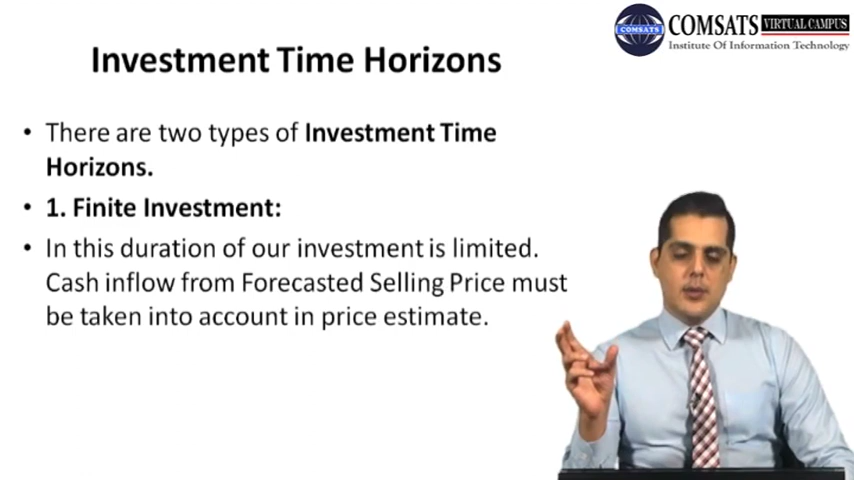 COMSATS
COMSATS VIRTUAL CAMPUS
Institute Of Information Technology
Investment Time Horizons
• There are two types of Investment Time
Horizons.
• 1. Finite Investment:
• In this duration of our investment is limited.
Cash inflow from Forecasted Selling Price must
be taken into account in price estimate.